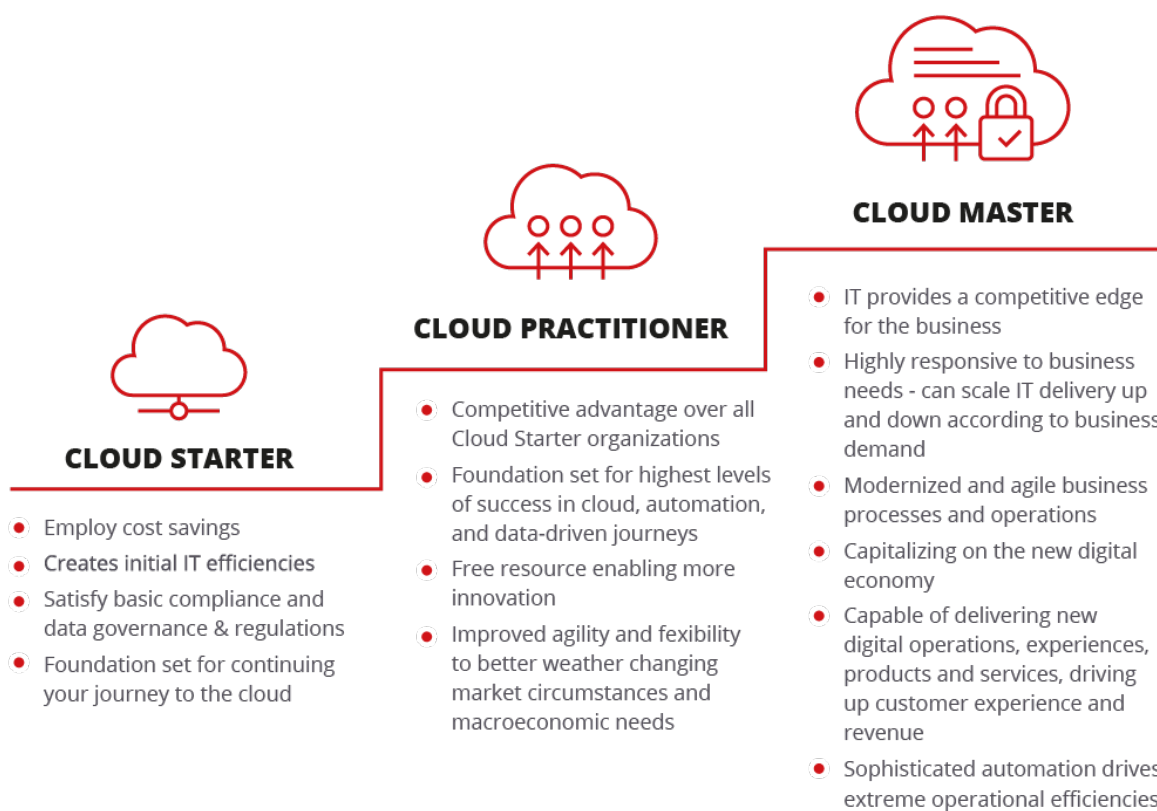 CLOUD STARTER
Employ cost savings
Creates initial IT efficiencies
Satisfy basic compliance and
data governance & regulations
Foundation set for continuing
your journey to the cloud
CLOUD PRACTITIONER
Competitive advantage over all
Cloud Starter organizations
Foundation set for highest levels
of success in cloud, automation,
and data-driven journeys
Free resource enabling more
innovation
Improved agility and fexibility
to better weather changing
market circumstances and
macroeconomic needs
CLOUD MASTER
IT provides a competitive edge
for the business
Highly responsive to business
needs - can scale IT delivery up
and down according to business
demand
Modernized and agile business
processes and operations
Capitalizing on the new digital
economy
Capable of delivering new
digital operations, experiences,
products and services, driving
up customer experience and
revenue
Sophisticated automation drives
extreme operational efficiencies